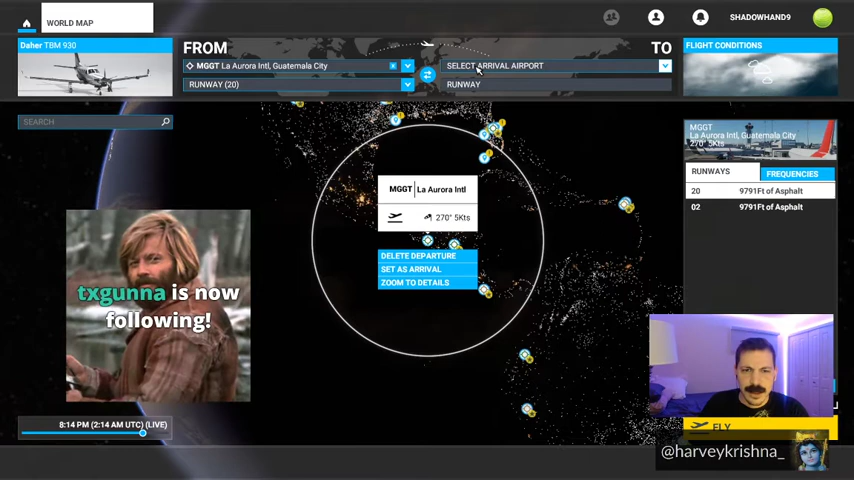 WORLD MAP
SHADOWHAND9
Daher TBM 930
FROM
MGGT La Aurora Intl, Guatemala City
RUNWAY (20)
TO
SELECT ARRIVAL AIRPORT
RUNWAY
FLIGHT CONDITIONS
SEARCH
MGGT
La Aurora Intl, Guatemala City
270° 5Kts
RUNWAYS
FREQUENCIES
20 9791Ft of Asphalt
02 9791Ft of Asphalt
MGGT La Aurora Intl
270° 5Kts
DELETE DEPARTURE
SET AS ARRIVAL
ZOOM TO DETAILS
txgunna is now
following!
8:14 PM (2:14 AM UTC) (LIVE)
FLY
@harveykrishna_